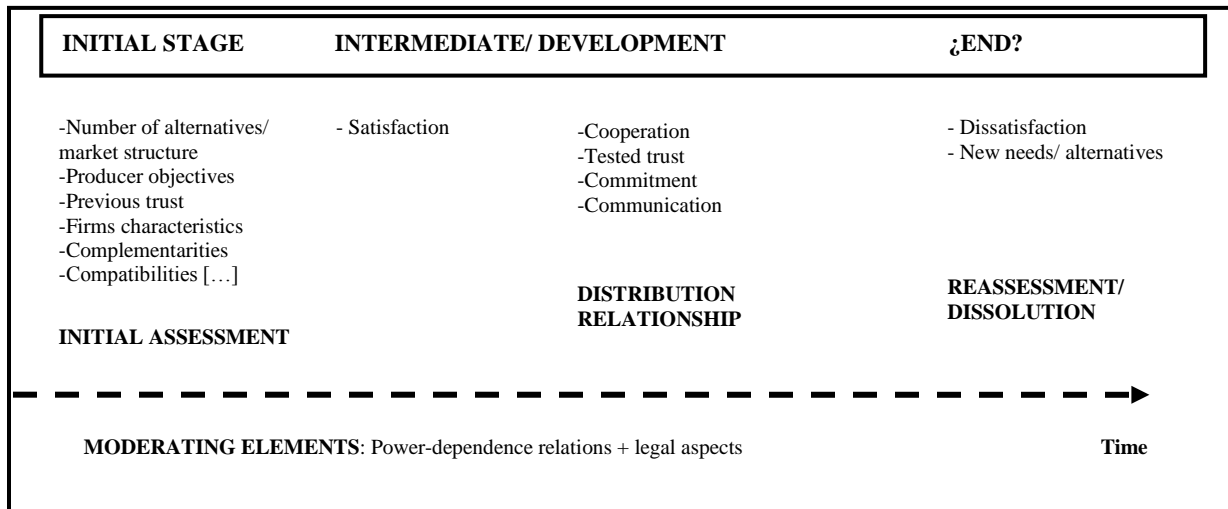 INITIAL STAGE
INTERMEDIATE/ DEVELOPMENT
¿END?
-Number of alternatives/
market structure
-Producer objectives
-Previous trust
-Firms characteristics
-Complementarities
-Compatibilities […]
INITIAL ASSESSMENT
- Satisfaction
-Cooperation
-Tested trust
-Commitment
-Communication
DISTRIBUTION
RELATIONSHIP
- Dissatisfaction
- New needs/ alternatives
REASSESSMENT/
DISSOLUTION
MODERATING ELEMENTS: Power-dependence relations + legal aspects
Time